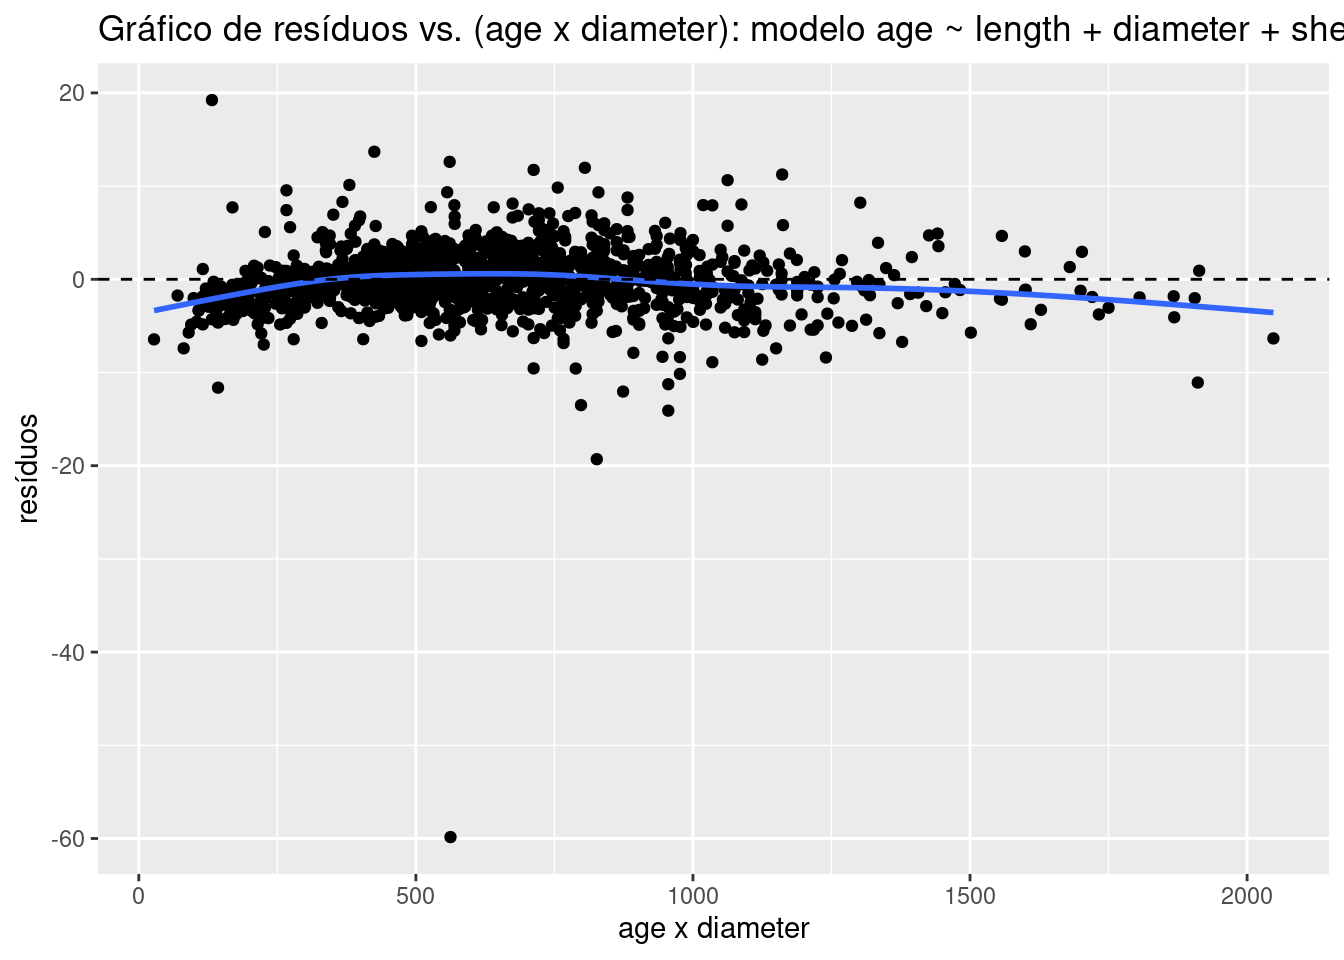 Gráfico de resíduos vs. (age x diameter): modelo age ~ length + diameter + she
20
0
-20
-40
-60
resíduos
0 500 1000 1500 2000
age x diameter